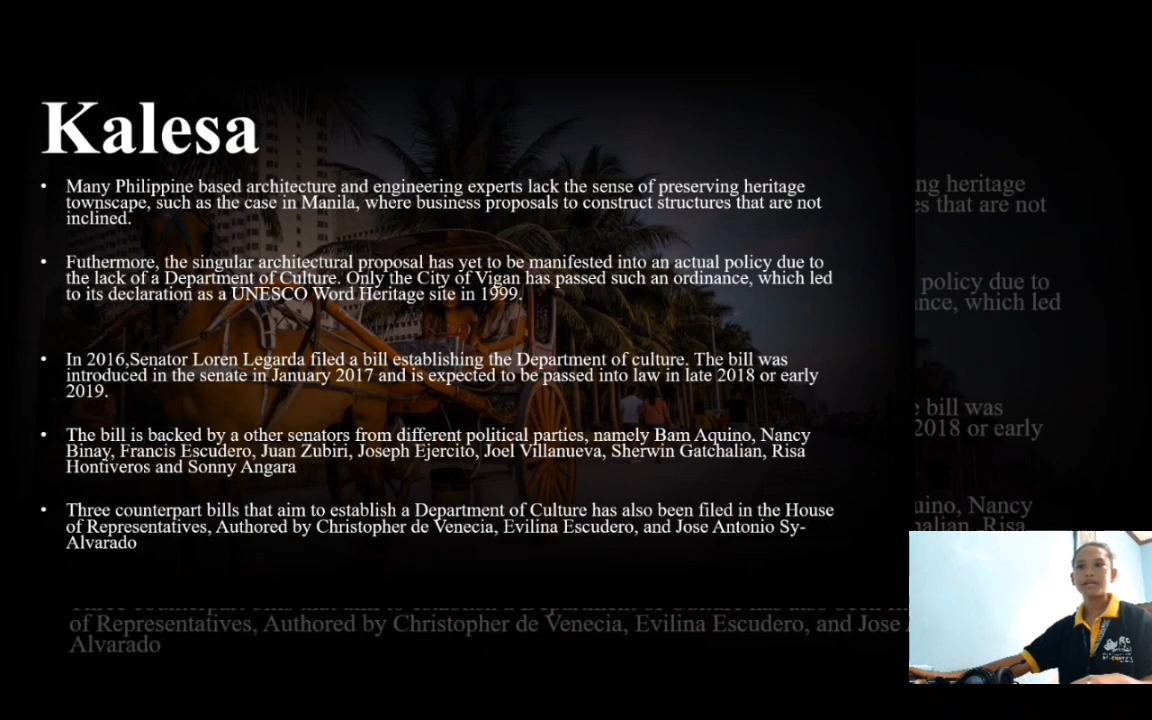 Kalesa
• Many Philippine based architecture and engineering experts lack the sense of preserving heritage
townscape, such as the case in Manila, where business proposals to construct structures that are not
inclined.
• Futhermore, the singular architectural proposal has yet to be manifested into an actual policy due to
the lack of a Department of Culture. Only the City of Vigan has passed such an ordinance, which led
to its declaration as a UNESCO Word Heritage site in 1999.
• In 2016,Senator Loren Legarda filed a bill establishing the Department of culture. The bill was
introduced in the senate in January 2017 and is expected to be passed into law in late 2018 or early
2019.
• The bill is backed by a other senators from different political parties, namely Bam Aquino, Nancy
Binay, Francis Escudero, Juan Zubiri, Joseph Ejercito, Joel Villanueva, Sherwin Gatchalian, Risa
Hontiveros and Sonny Angara
• Three counterpart bills that aim to establish a Department of Culture has also been filed in the House
of Representatives, Authored by Christopher de Venecia, Evilina Escudero, and Jose Antonio Sy-
Alvarado
ng heritage
es that are not
policy due to
nce, which led
bill was
2018 or early
uino, Nancy
halian, Risa
of Representatives, Authored by Christopher de Venecia, Evilina Escudero, and Jose
Alvarado